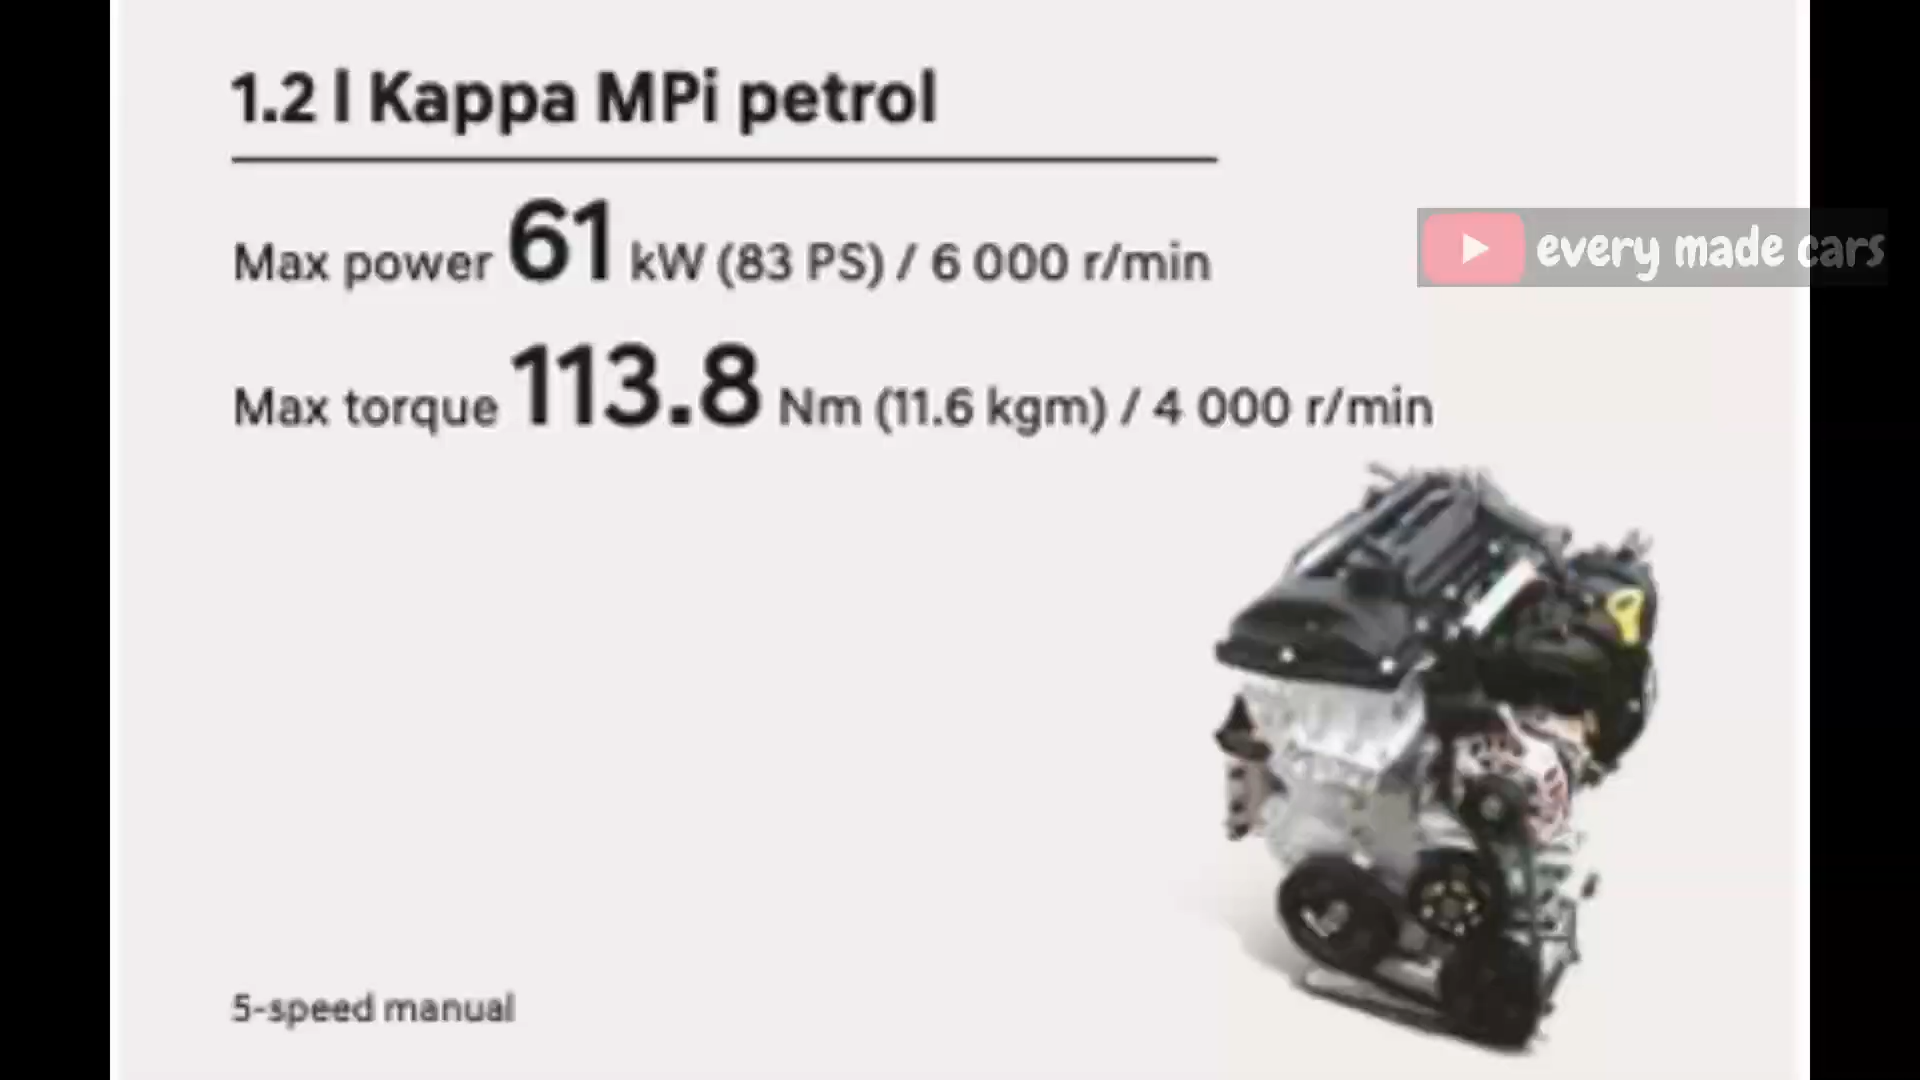 1.2 l Kappa MPi petrol
Max power 61 kW (83 PS) / 6 000 r/min
every made cars
Max torque 113.8 Nm (11.6 kgm) / 4 000 r/min
5-speed manual